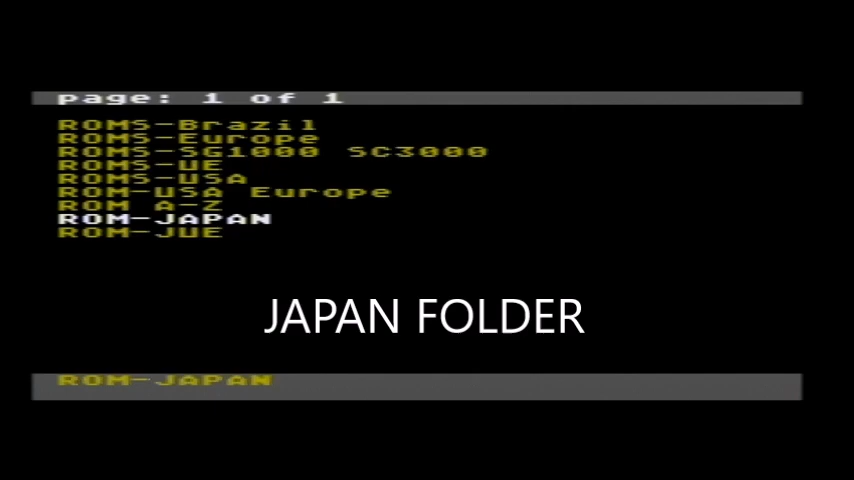 page: 1 of 1
ROMS-Brazil
ROMS-Europe
ROMS-SG1000 SC3000
ROMS-UE
ROMS-USA
ROM-USA Europe
ROM A-Z
ROM-JAPAN
ROM-JUE
JAPAN FOLDER
ROM-JAPAN